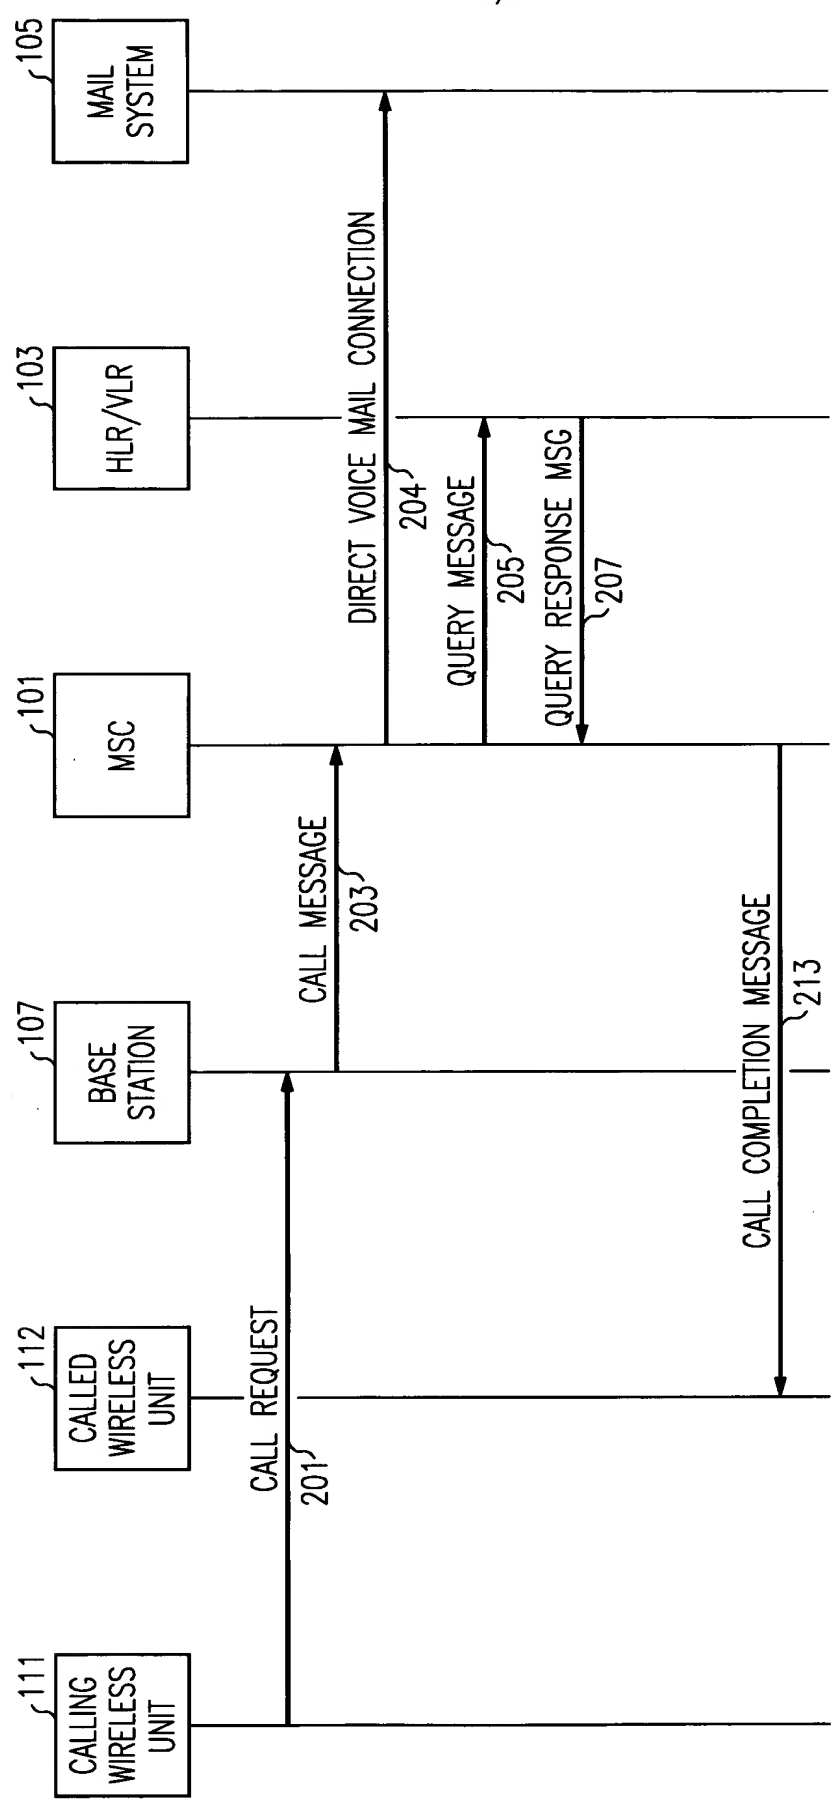 111
CALLING
WIRELESS
UNIT
112
CALLED
WIRELESS
UNIT
107
BASE
STATION
101
MSC
103
HLR/VLR
105
MAIL
SYSTEM
CALL REQUEST
201
CALL MESSAGE
203
DIRECT VOICE MAIL CONNECTION
204
QUERY MESSAGE
205
QUERY RESPONSE MSG
207
CALL COMPLETION MESSAGE
213